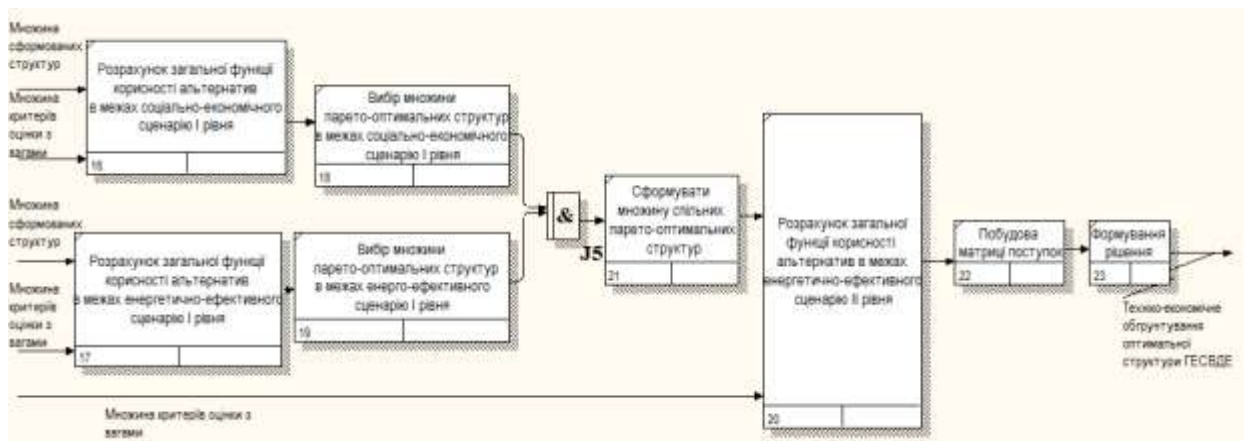 Множина
сформованих
структур
Множина
критерів
оцінки з
вагами
Розрахунок загальної функції
корисності альтернатив
в межах соціально-економічного
сценарію I рівня
16
Вибір множини
парето-оптимальних структур
в межах соціально-економічного
сценарію I рівня
18
Множина
сформованих
структур
Множина
критерів
оцінки з
вагами
Розрахунок загальної функції
корисності альтернатив
в межах енергетично-ефективного
сценарію I рівня
17
Вибір множини
парето-оптимальних структур
в межах енерго-ефективного
сценарію I рівня
19
&
J5
Сформувати
множину спільних
парето-оптимальних
структур
21
Розрахунок загальної
функції корисності
альтернатив в межах
енергетично-ефективного
сценарію II рівня
20
Побудова
матриці поступок
22
Формування
рішення
23
Техніко-економічне
обгрунтування
оптимальної
структури ГЕСВДЕ
Множина критерів оцінки з
вагами